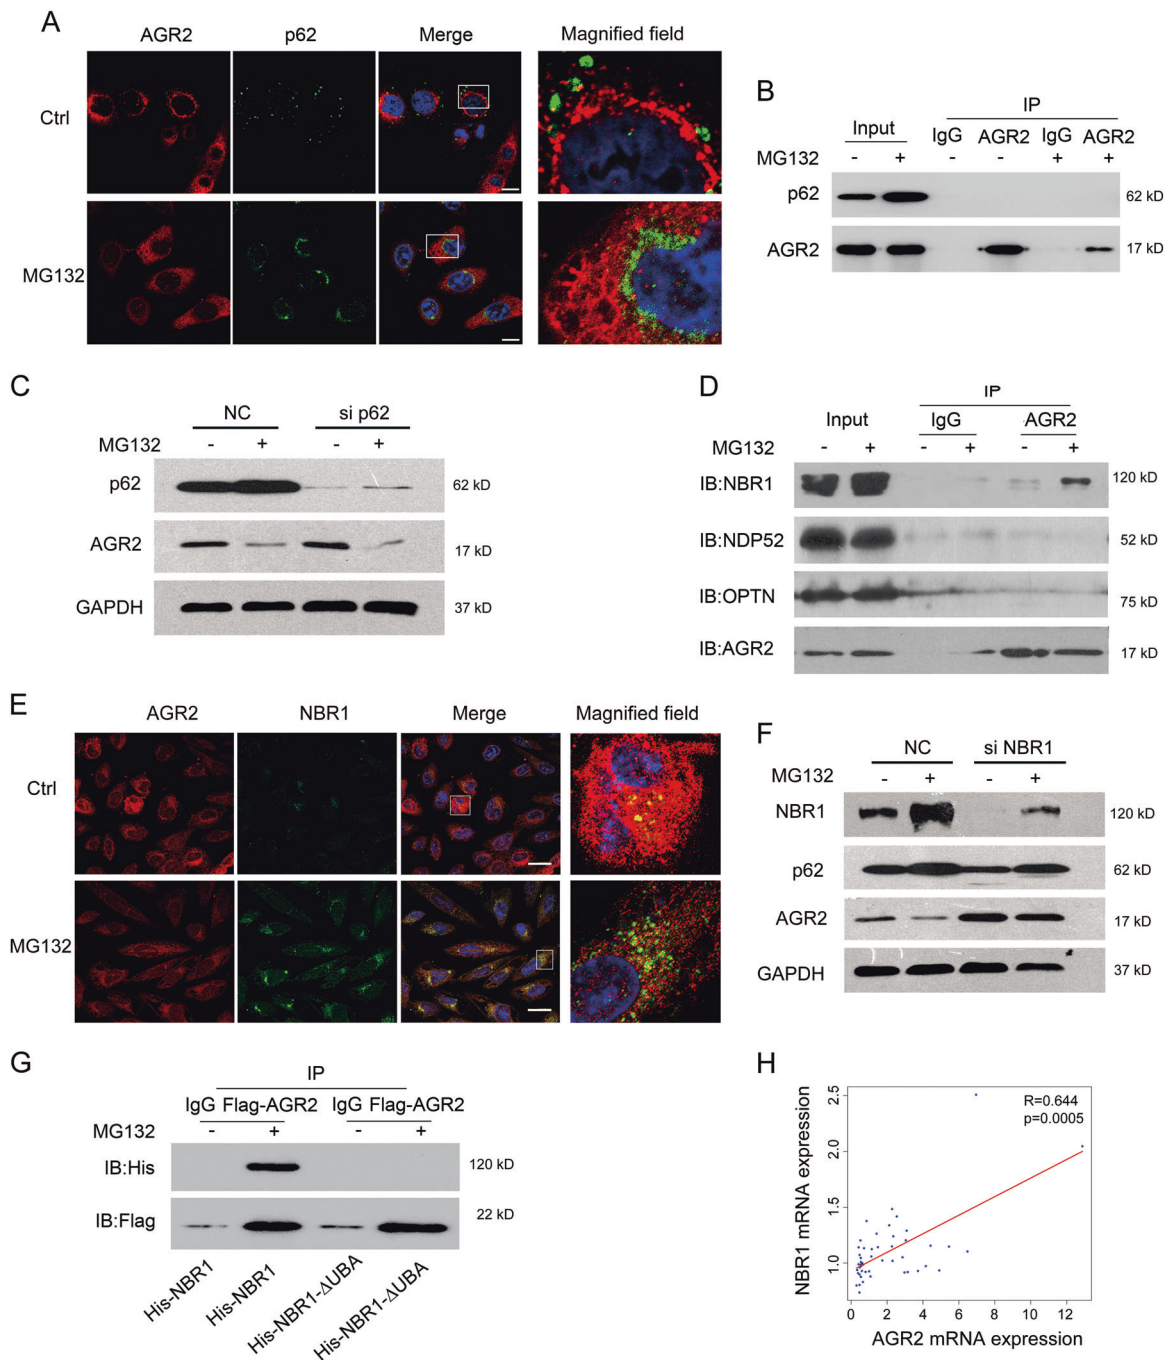 A
AGR2 p62 Merge Magnified field
Ctrl
MG132
B
IP
Input IgG AGR2 IgG AGR2
MG132 - + - - + +
p62 62 kD
AGR2 17 kD
C
NC si p62
MG132 - + - +
p62 62 kD
AGR2 17 kD
GAPDH 37 kD
D
IP
Input IgG AGR2
MG132 - + - + - +
IB:NBR1 120 kD
IB:NDP52 52 kD
IB:OPTN 75 kD
IB:AGR2 17 kD
E
AGR2 NBR1 Merge Magnified field
Ctrl
MG132
F
NC si NBR1
MG132 - + - +
NBR1 120 kD
p62 62 kD
AGR2 17 kD
GAPDH 37 kD
G
IP
IgG Flag-AGR2 IgG Flag-AGR2
MG132 - + - +
IB:His 120 kD
IB:Flag 22 kD
His-NBR1 His-NBR1 His-NBR1-ΔUBA His-NBR1-ΔUBA
H
R=0.644
p=0.0005
NBR1 mRNA expression
2.5
2.0
1.5
1.0
0 2 4 6 8 10 12
AGR2 mRNA expression